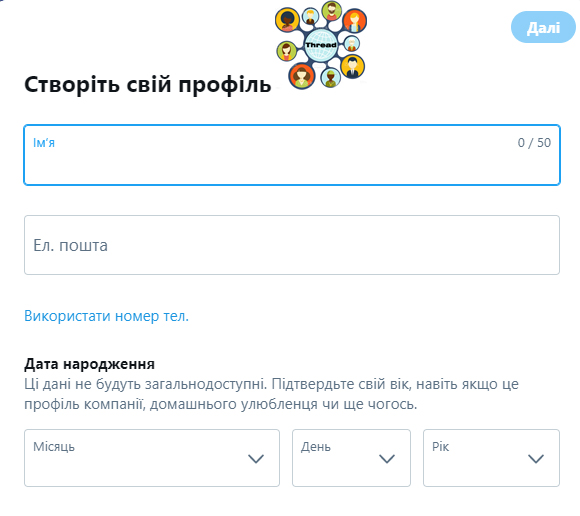 Thread
Далі
Створіть свій профіль
Ім'я
0 / 50
Ел. пошта
Використати номер тел.
Дата народження
Ці дані не будуть загальнодоступні. Підтвердьте свій вік, навіть якщо це
профіль компанії, домашнього улюбленця чи ще чогось.
Місяць
День
Рік